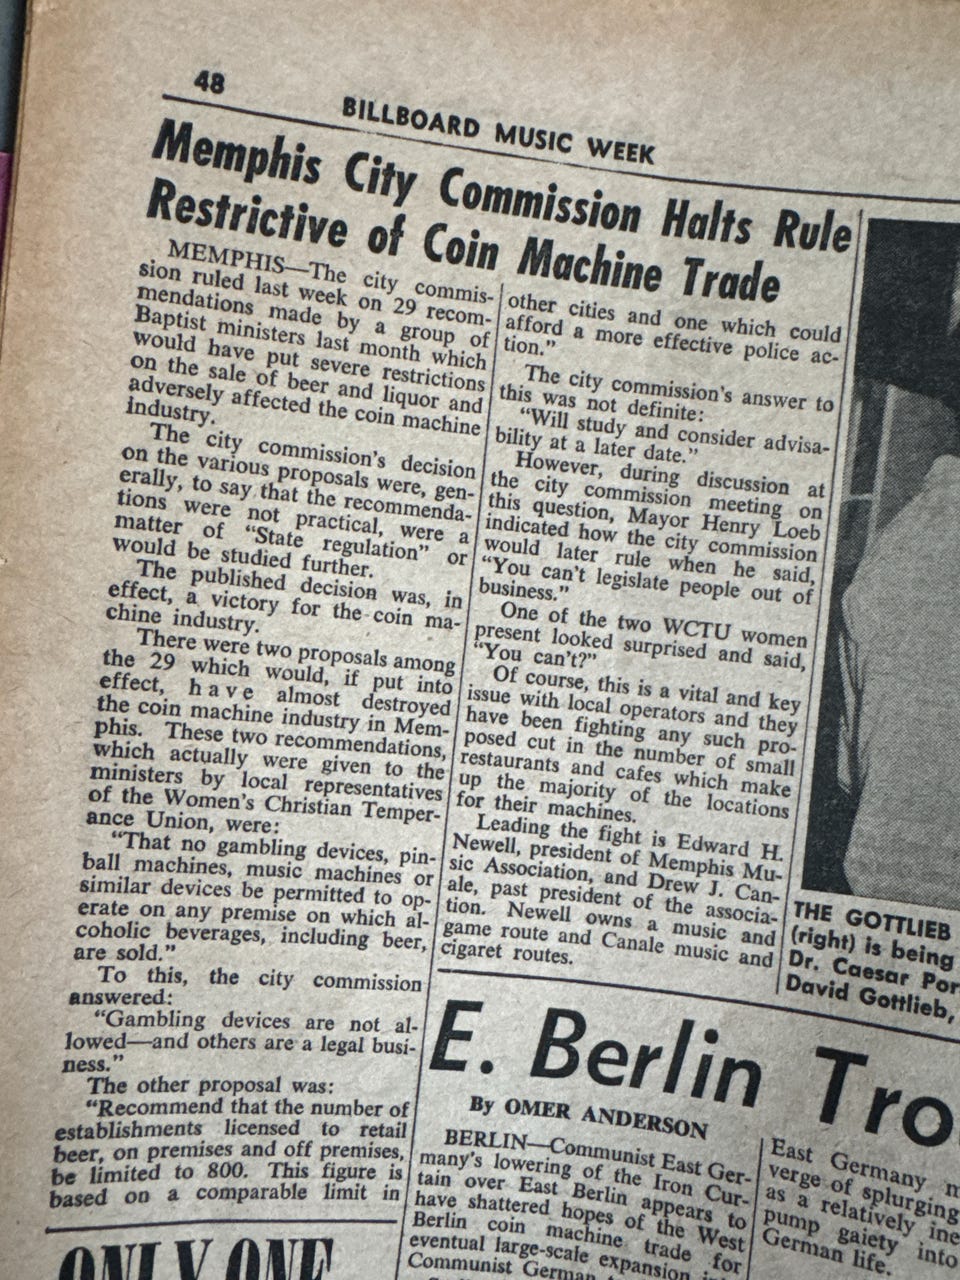 48
BILLBOARD MUSIC WEEK
Memphis City Commission Halts Rule
Restrictive of Coin Machine Trade
MEMPHIS—The city commis-
sion ruled last week on 29 recom-
mendations made by a group of
Baptist ministers last month which
would have put severe restrictions
on the sale of beer and liquor and
adversely affected the coin machine
industry.
The city commission's decision
on the various proposals were, gen-
erally, to say that the recommenda-
tions were not practical, were a
matter of "State regulation" or
would be studied further.
The published decision was, in
effect, a victory for the coin ma-
chine industry.
There were two proposals among
the 29 which would, if put into
effect, have almost destroyed
the coin machine industry in Mem-
phis. These two recommendations,
which actually were given to the
ministers by local representatives
of the Women's Christian Temper-
ance Union, were:
"That no gambling devices, pin-
ball machines, music machines or
similar devices be permitted to op-
erate on any premise on which al-
coholic beverages, including beer,
are sold."
To this, the city commission
answered:
"Gambling devices are not al-
lowed—and others are a legal busi-
ness."
The other proposal was:
"Recommend that the number of
establishments licensed to retail
beer, on premises and off premises,
be limited to 800. This figure is
based on a comparable limit in
other cities and one which could
afford a more effective police ac-
tion."
The city commission's answer to
this was not definite:
"Will study and consider advisa-
bility at a later date."
However, during discussion at
the city commission meeting on
this question, Mayor Henry Loeb
indicated how the city commission
would later rule when he said,
"You can't legislate people out of
business."
One of the two WCTU women
present looked surprised and said,
"You can't?"
Of course, this is a vital and key
issue with local operators and they
have been fighting any such pro-
posed cut in the number of small
restaurants and cafes which make
up the majority of the locations
for their machines.
Leading the fight is Edward H.
Newell, president of Memphis Mu-
sic Association, and Drew J. Can-
ale, past president of the associa-
tion. Newell owns a music and
game route and Canale music and
cigaret routes.
THE GOTTLIEB
(right) is being
Dr. Caesar Por
David Gottlieb,
E. Berlin Tro
By OMER ANDERSON
BERLIN—Communist East Ger-
many's lowering of the Iron Cur-
tain over East Berlin appears to
have shattered hopes of the West
Berlin coin machine trade for
eventual large-scale expansion
Communist German
East Germany
verge of splurging
as a relatively ine
pump gaiety into
German life.
ONLY ONE